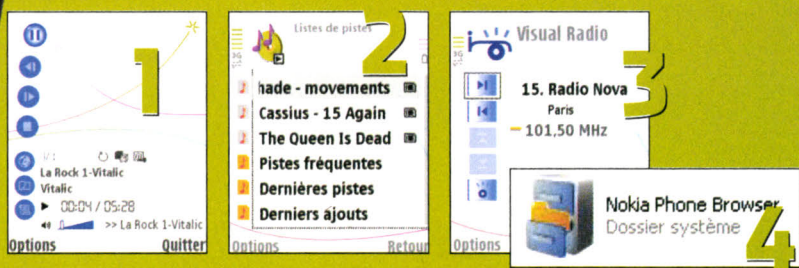 1
La Rock 1-Vitalic
Vitalic
00:04 / 05:28
>> La Rock 1-Vitalic
Options Quitter
2
Listes de pistes
3G
hade - movements
Cassius - 15 Again
The Queen Is Dead
Pistes fréquentes
Dernières pistes
Derniers ajouts
Options Retour
3
3G
Visual Radio
15. Radio Nova
Paris
101,50 MHz
Options
4
Nokia Phone Browser
Dossier système